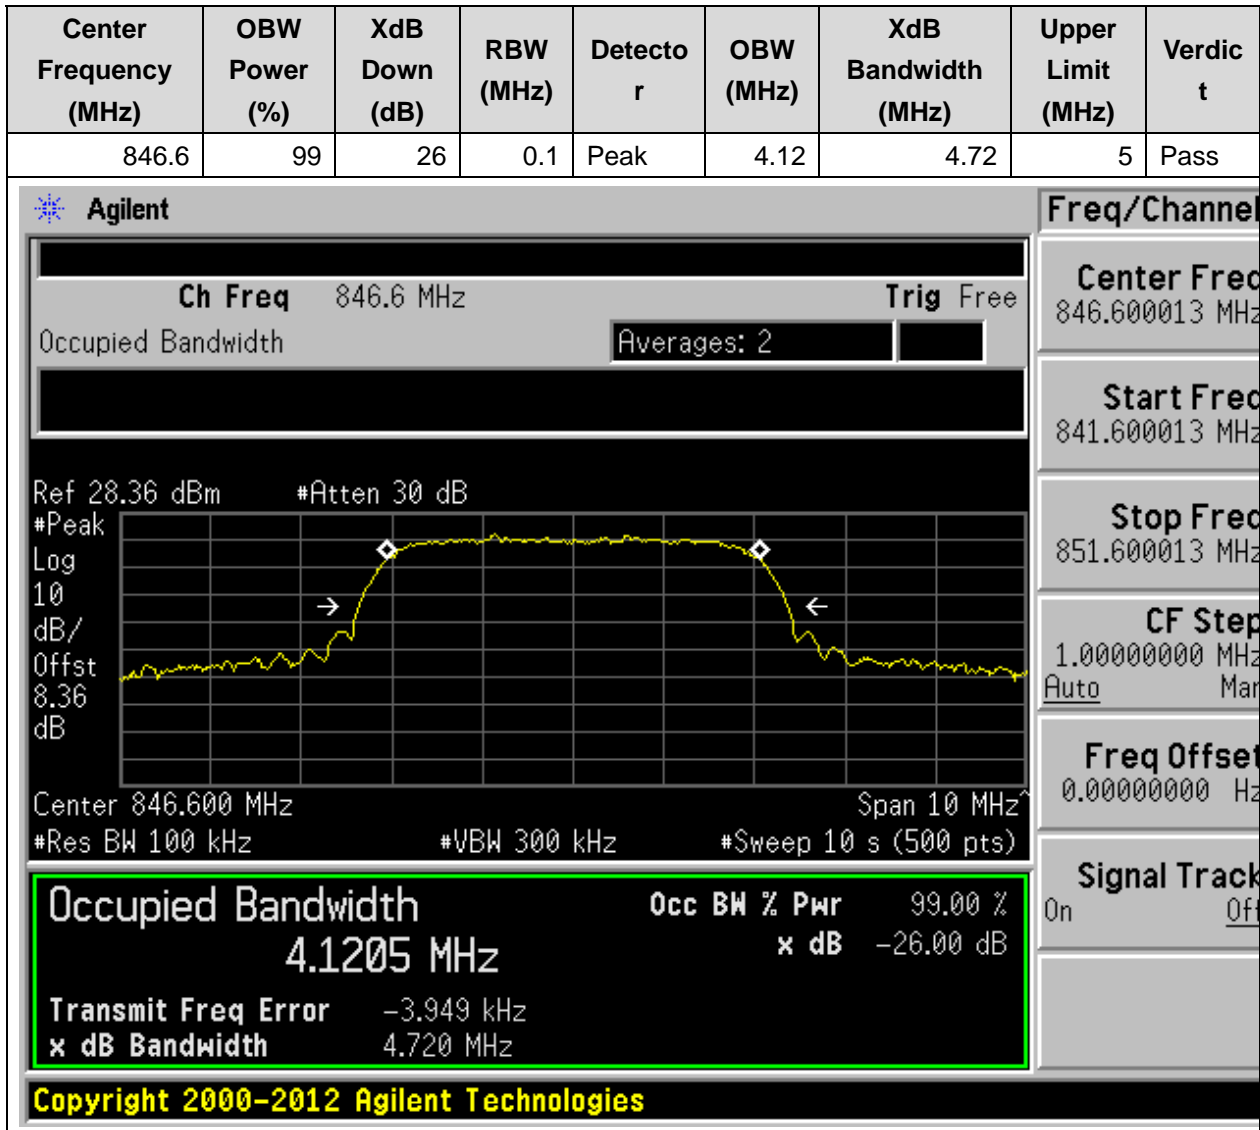 Center Frequency (MHz) OBW Power (%) XdB Down (dB) RBW (MHz) Detector OBW (MHz) XdB Bandwidth (MHz) Upper Limit (MHz) Verdict
846.6 99 26 0.1 Peak 4.12 4.72 5 Pass
Agilent
Freq/Channel
Ch Freq 846.6 MHz Trig Free
Occupied Bandwidth Averages: 2
Center Freq
846.600013 MHz
Start Freq
841.600013 MHz
Stop Freq
851.600013 MHz
CF Step
1.00000000 MHz
Auto Man
Freq Offset
0.00000000 Hz
Signal Track
On Off
Ref 28.36 dBm #Atten 30 dB
#Peak
Log
10
dB/
Offst
8.36
dB
Center 846.600 MHz Span 10 MHz^
#Res BW 100 kHz #VBW 300 kHz #Sweep 10 s (500 pts)
Occupied Bandwidth
4.1205 MHz
Occ BW % Pwr 99.00 %
x dB -26.00 dB
Transmit Freq Error -3.949 kHz
x dB Bandwidth 4.720 MHz
Copyright 2000-2012 Agilent Technologies